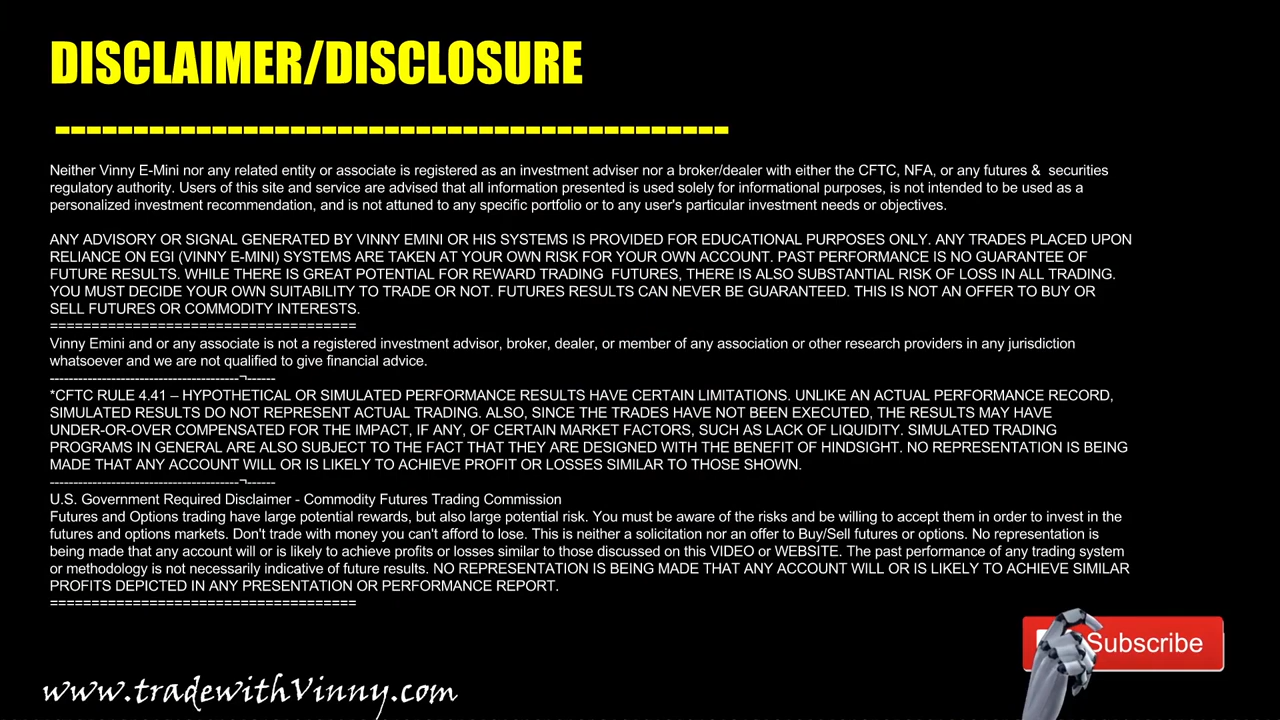 DISCLAIMER/DISCLOSURE
-------------------------------------------
Neither Vinny E-Mini nor any related entity or associate is registered as an investment adviser nor a broker/dealer with either the CFTC, NFA, or any futures & securities
regulatory authority. Users of this site and service are advised that all information presented is used solely for informational purposes, is not intended to be used as a
personalized investment recommendation, and is not attuned to any specific portfolio or to any user's particular investment needs or objectives.
ANY ADVISORY OR SIGNAL GENERATED BY VINNY EMINI OR HIS SYSTEMS IS PROVIDED FOR EDUCATIONAL PURPOSES ONLY. ANY TRADES PLACED UPON
RELIANCE ON EGI (VINNY E-MINI) SYSTEMS ARE TAKEN AT YOUR OWN RISK FOR YOUR OWN ACCOUNT. PAST PERFORMANCE IS NO GUARANTEE OF
FUTURE RESULTS. WHILE THERE IS GREAT POTENTIAL FOR REWARD TRADING FUTURES, THERE IS ALSO SUBSTANTIAL RISK OF LOSS IN ALL TRADING.
YOU MUST DECIDE YOUR OWN SUITABILITY TO TRADE OR NOT. FUTURES RESULTS CAN NEVER BE GUARANTEED. THIS IS NOT AN OFFER TO BUY OR
SELL FUTURES OR COMMODITY INTERESTS.
=====================================
Vinny Emini and or any associate is not a registered investment advisor, broker, dealer, or member of any association or other research providers in any jurisdiction
whatsoever and we are not qualified to give financial advice.
----------------------------------------¬------
*CFTC RULE 4.41 – HYPOTHETICAL OR SIMULATED PERFORMANCE RESULTS HAVE CERTAIN LIMITATIONS. UNLIKE AN ACTUAL PERFORMANCE RECORD,
SIMULATED RESULTS DO NOT REPRESENT ACTUAL TRADING. ALSO, SINCE THE TRADES HAVE NOT BEEN EXECUTED, THE RESULTS MAY HAVE
UNDER-OR-OVER COMPENSATED FOR THE IMPACT, IF ANY, OF CERTAIN MARKET FACTORS, SUCH AS LACK OF LIQUIDITY. SIMULATED TRADING
PROGRAMS IN GENERAL ARE ALSO SUBJECT TO THE FACT THAT THEY ARE DESIGNED WITH THE BENEFIT OF HINDSIGHT. NO REPRESENTATION IS BEING
MADE THAT ANY ACCOUNT WILL OR IS LIKELY TO ACHIEVE PROFIT OR LOSSES SIMILAR TO THOSE SHOWN.
----------------------------------------¬------
U.S. Government Required Disclaimer - Commodity Futures Trading Commission
Futures and Options trading have large potential rewards, but also large potential risk. You must be aware of the risks and be willing to accept them in order to invest in the
futures and options markets. Don't trade with money you can't afford to lose. This is neither a solicitation nor an offer to Buy/Sell futures or options. No representation is
being made that any account will or is likely to achieve profits or losses similar to those discussed on this VIDEO or WEBSITE. The past performance of any trading system
or methodology is not necessarily indicative of future results. NO REPRESENTATION IS BEING MADE THAT ANY ACCOUNT WILL OR IS LIKELY TO ACHIEVE SIMILAR
PROFITS DEPICTED IN ANY PRESENTATION OR PERFORMANCE REPORT.
=====================================
Subscribe
www.tradewithVinny.com